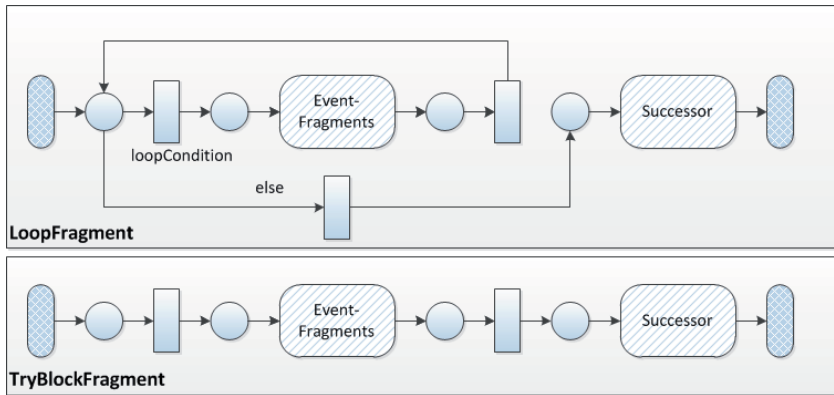 Event-
Fragments
Successor
loopCondition
else
LoopFragment
Event-
Fragments
Successor
TryBlockFragment